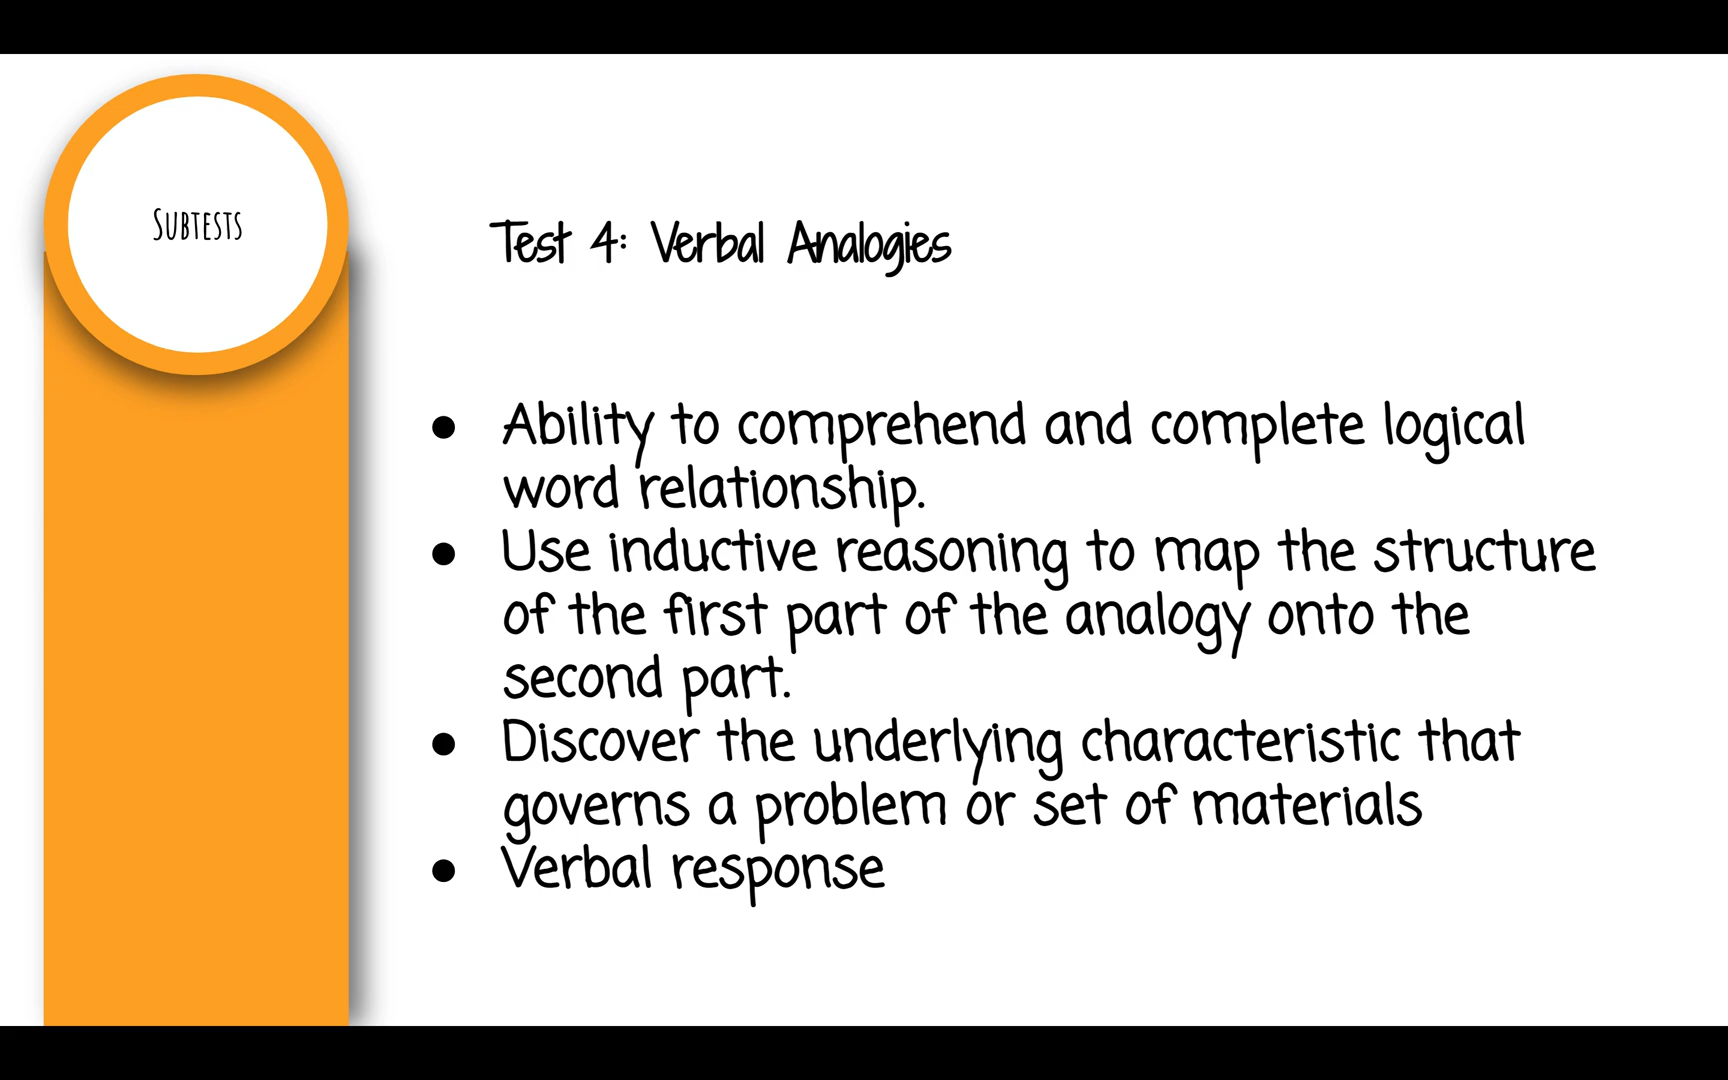 SUBTESTS
Test 4: Verbal Analogies
● Ability to comprehend and complete logical
word relationship.
● Use inductive reasoning to map the structure
of the first part of the analogy onto the
second part.
● Discover the underlying characteristic that
governs a problem or set of materials
● Verbal response